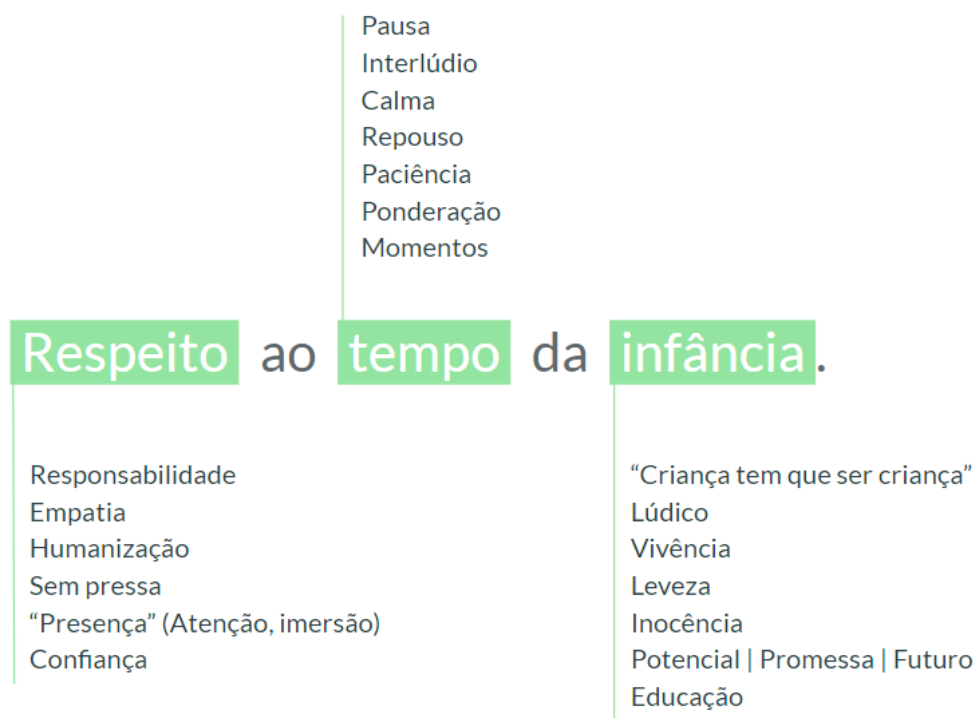 Pausa
Interlúdio
Calma
Repouso
Paciência
Ponderação
Momentos
Respeito ao tempo da infância.
Responsabilidade
Empatia
Humanização
Sem pressa
“Presença” (Atenção, imersão)
Confiança
“Criança tem que ser criança”
Lúdico
Vivência
Leveza
Inocência
Potencial | Promessa | Futuro
Educação